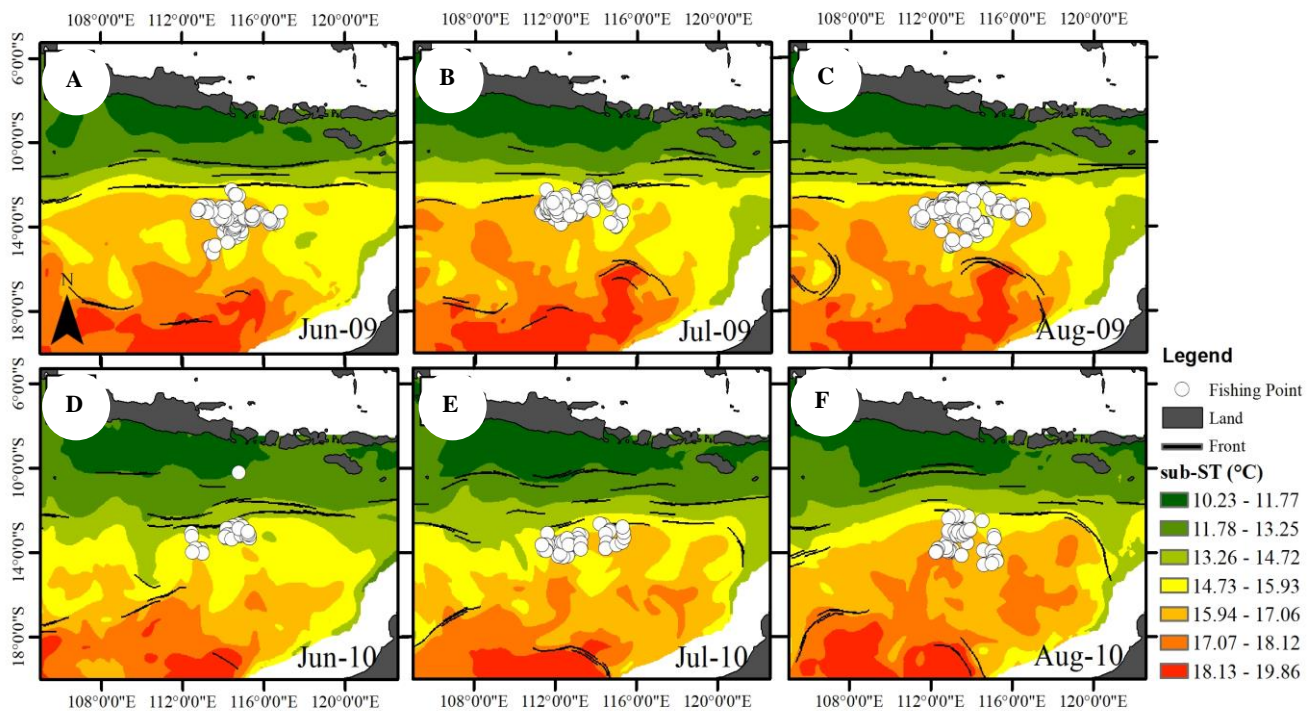 108°0'0"E 112°0'0"E 116°0'0"E 120°0'0"E 108°0'0"E 112°0'0"E 116°0'0"E 120°0'0"E 108°0'0"E 112°0'0"E 116°0'0"E 120°0'0"E
6°0'0"S
10°0'0"S
14°0'0"S
18°0'0"S
A
N
Jun-09
B
Jul-09
C
Aug-09
6°0'0"S
10°0'0"S
14°0'0"S
18°0'0"S
D
Jun-10
E
Jul-10
F
Aug-10
108°0'0"E 112°0'0"E 116°0'0"E 120°0'0"E 108°0'0"E 112°0'0"E 116°0'0"E 120°0'0"E 108°0'0"E 112°0'0"E 116°0'0"E 120°0'0"E
Legend
Fishing Point
Land
Front
sub-ST (°C)
10.23 - 11.77
11.78 - 13.25
13.26 - 14.72
14.73 - 15.93
15.94 - 17.06
17.07 - 18.12
18.13 - 19.86